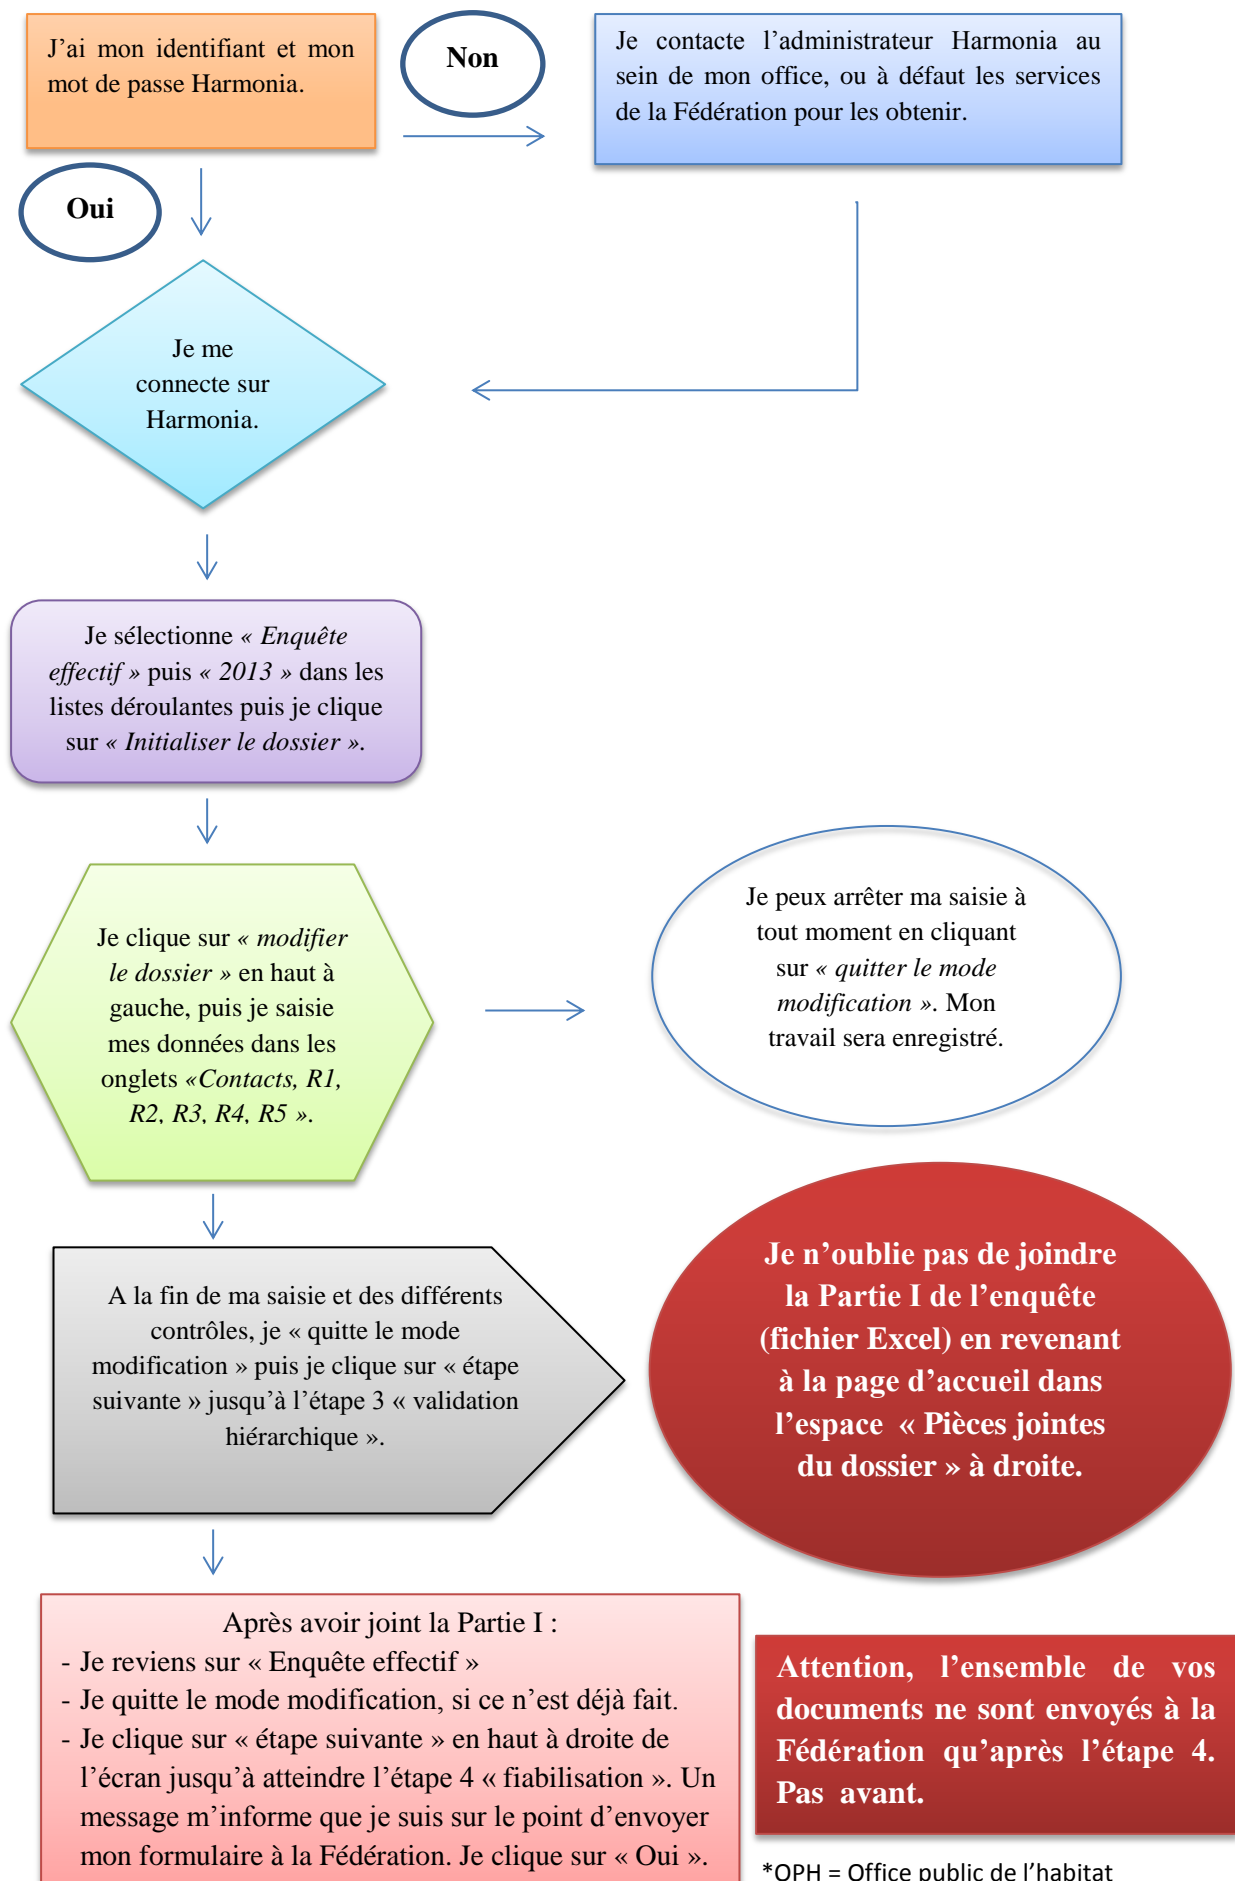 J'ai mon identifiant et mon
mot de passe Harmonia.
Non
Je contacte l'administrateur Harmonia au
sein de mon office, ou à défaut les services
de la Fédération pour les obtenir.
Oui
Je me
connecte sur
Harmonia.
Je sélectionne « Enquête
effectif » puis « 2013 » dans les
listes déroulantes puis je clique
sur « Initialiser le dossier ».
Je clique sur « modifier
le dossier » en haut à
gauche, puis je saisie
mes données dans les
onglets «Contacts, R1,
R2, R3, R4, R5 ».
Je peux arrêter ma saisie à
tout moment en cliquant
sur « quitter le mode
modification ». Mon
travail sera enregistré.
A la fin de ma saisie et des différents
contrôles, je « quitte le mode
modification » puis je clique sur « étape
suivante » jusqu'à l'étape 3 « validation
hiérarchique ».
Je n'oublie pas de joindre
la Partie I de l'enquête
(fichier Excel) en revenant
à la page d'accueil dans
l'espace « Pièces jointes
du dossier » à droite.
Après avoir joint la Partie I :
- Je reviens sur « Enquête effectif »
- Je quitte le mode modification, si ce n'est déjà fait.
- Je clique sur « étape suivante » en haut à droite de
l'écran jusqu'à atteindre l'étape 4 « fiabilisation ». Un
message m'informe que je suis sur le point d'envoyer
mon formulaire à la Fédération. Je clique sur « Oui ».
Attention, l'ensemble de vos
documents ne sont envoyés à la
Fédération qu'après l'étape 4.
Pas avant.
*OPH = Office public de l'habitat